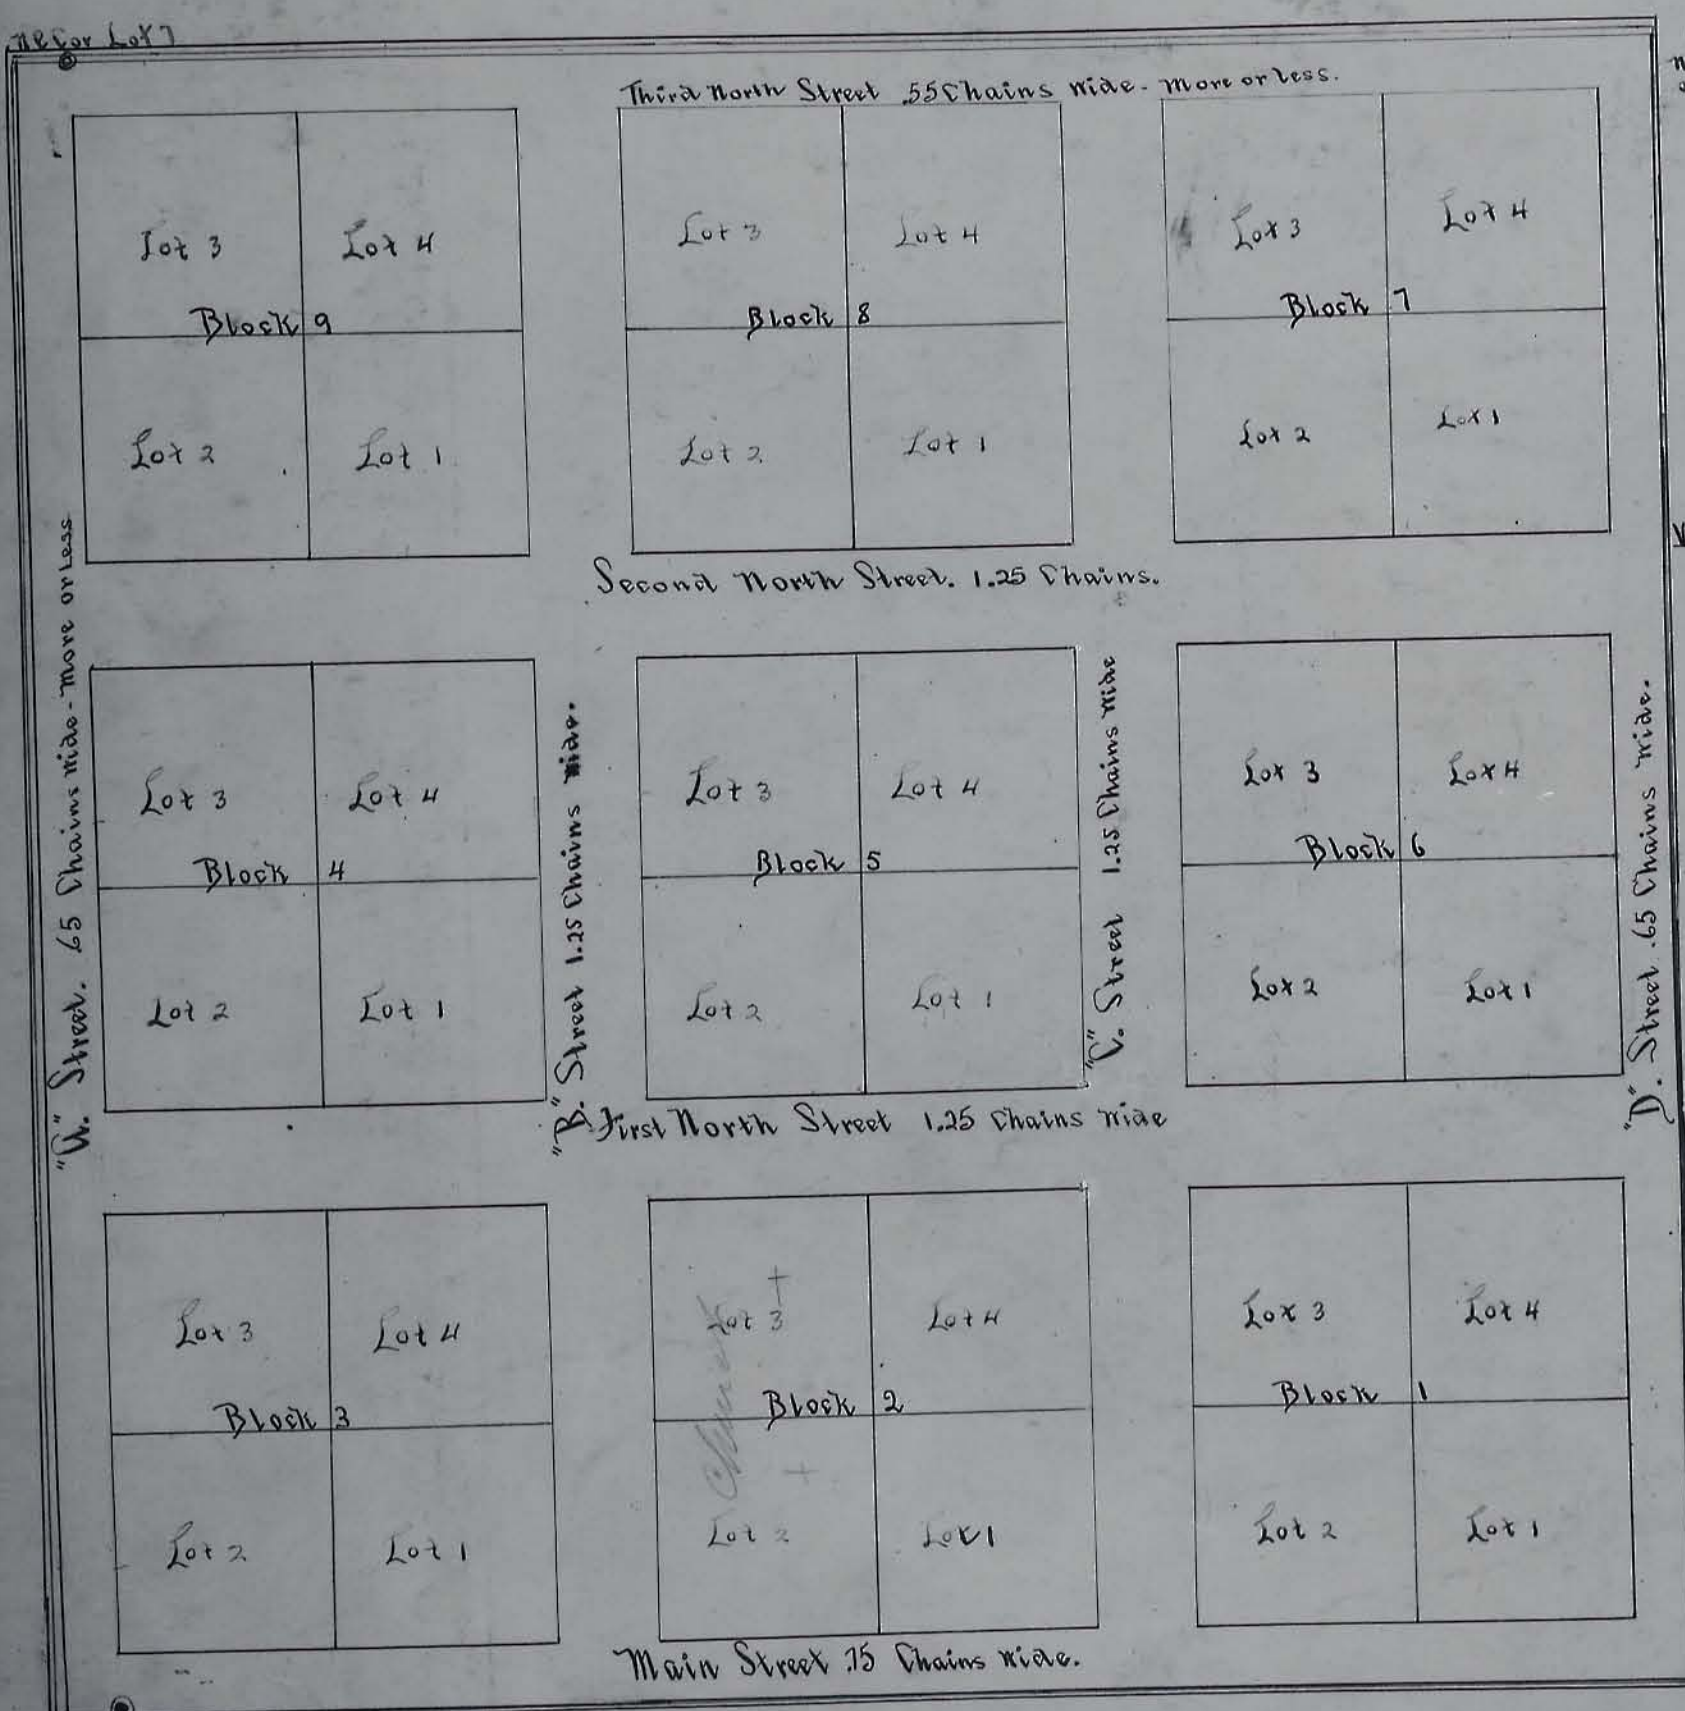 NE Cor Lot 7
Third North Street .55 Chains wide - More or Less.
Lot 3
Lot 4
Block 9
Lot 2
Lot 1
Lot 3
Lot 4
Block 8
Lot 2
Lot 1
Lot 3
Lot 4
Block 7
Lot 2
Lot 1
Second North Street. 1.25 Chains.
"A". Street. .65 Chains wide - More or Less
Lot 3
Lot 4
Block 4
Lot 2
Lot 1
"B". Street 1.25 Chains wide.
Lot 3
Lot 4
Block 5
Lot 2
Lot 1
"C". Street 1.25 Chains wide
Lot 3
Lot 4
Block 6
Lot 2
Lot 1
"D". Street .65 Chains wide.
First North Street 1.25 Chains wide
Lot 3
Lot 4
Block 3
Lot 2
Lot 1
Lot 3
Lot 4
Block 2
Church
Lot 2
Lot 1
Lot 3
Lot 4
Block 1
Lot 2
Lot 1
Main Street .75 Chains wide.